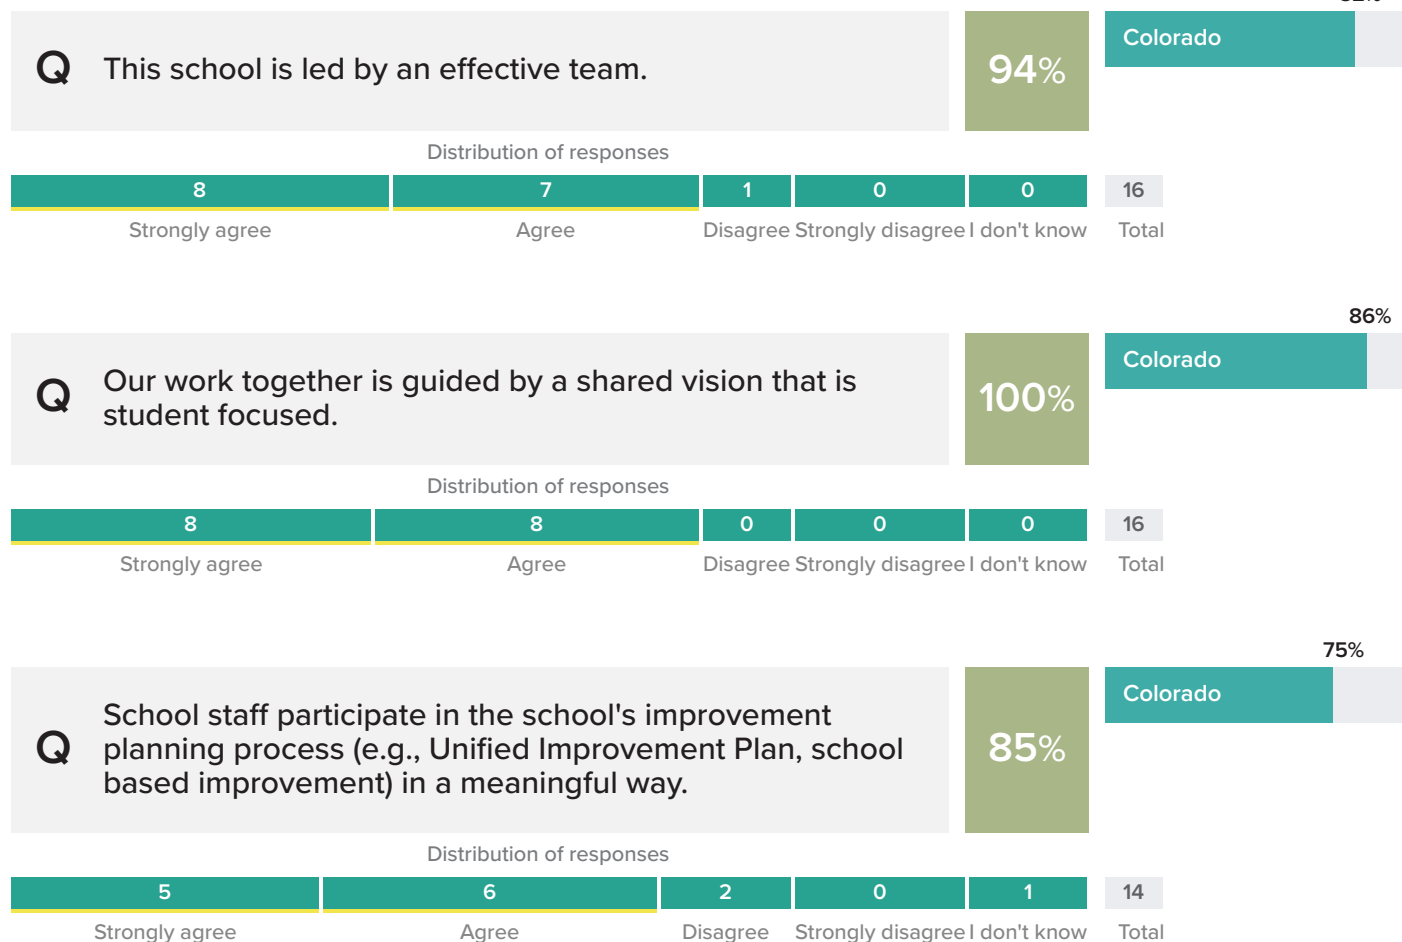 Q This school is led by an effective team.
94%
Colorado
Distribution of responses
8 7 1 0 0 16
Strongly agree Agree Disagree Strongly disagree I don't know Total
86%
Q Our work together is guided by a shared vision that is
student focused.
100%
Colorado
Distribution of responses
8 8 0 0 0 16
Strongly agree Agree Disagree Strongly disagree I don't know Total
75%
Q School staff participate in the school's improvement
planning process (e.g., Unified Improvement Plan, school
based improvement) in a meaningful way.
85%
Colorado
Distribution of responses
5 6 2 0 1 14
Strongly agree Agree Disagree Strongly disagree I don't know Total